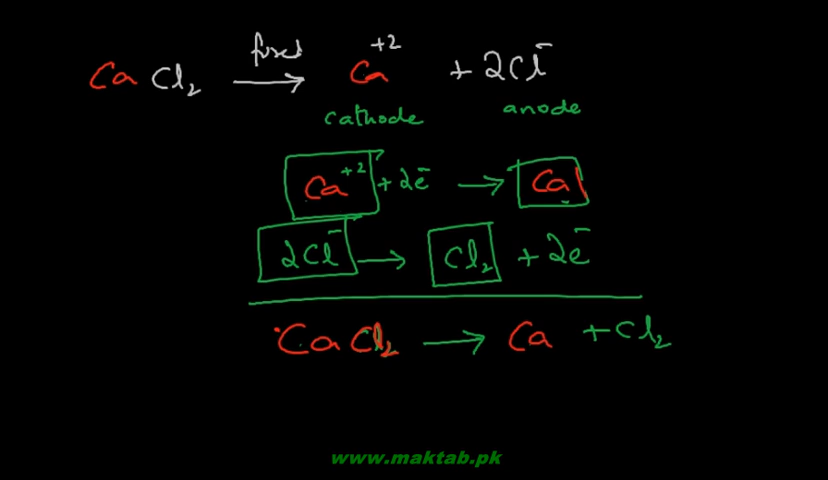 CaCl₂ fused → Ca⁺² + 2Cl⁻
cathode anode
Ca⁺² + 2e⁻ → Ca
2Cl⁻ → Cl₂ + 2e⁻
CaCl₂ → Ca + Cl₂
www.maktab.pk